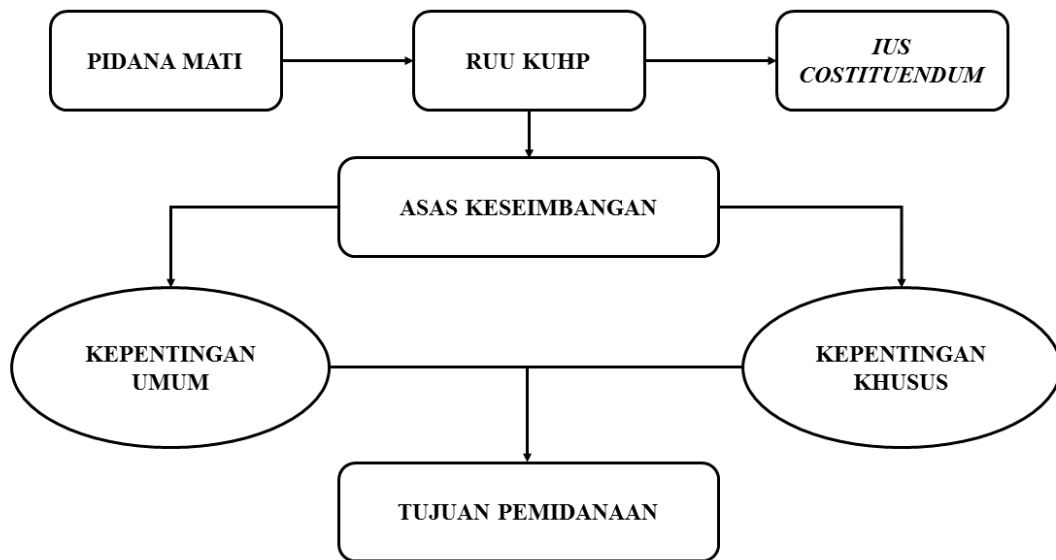 PIDANA MATI
RUU KUHP
IUS
COSTITUENDUM
ASAS KESEIMBANGAN
KEPENTINGAN
UMUM
KEPENTINGAN
KHUSUS
TUJUAN PEMIDANAAN